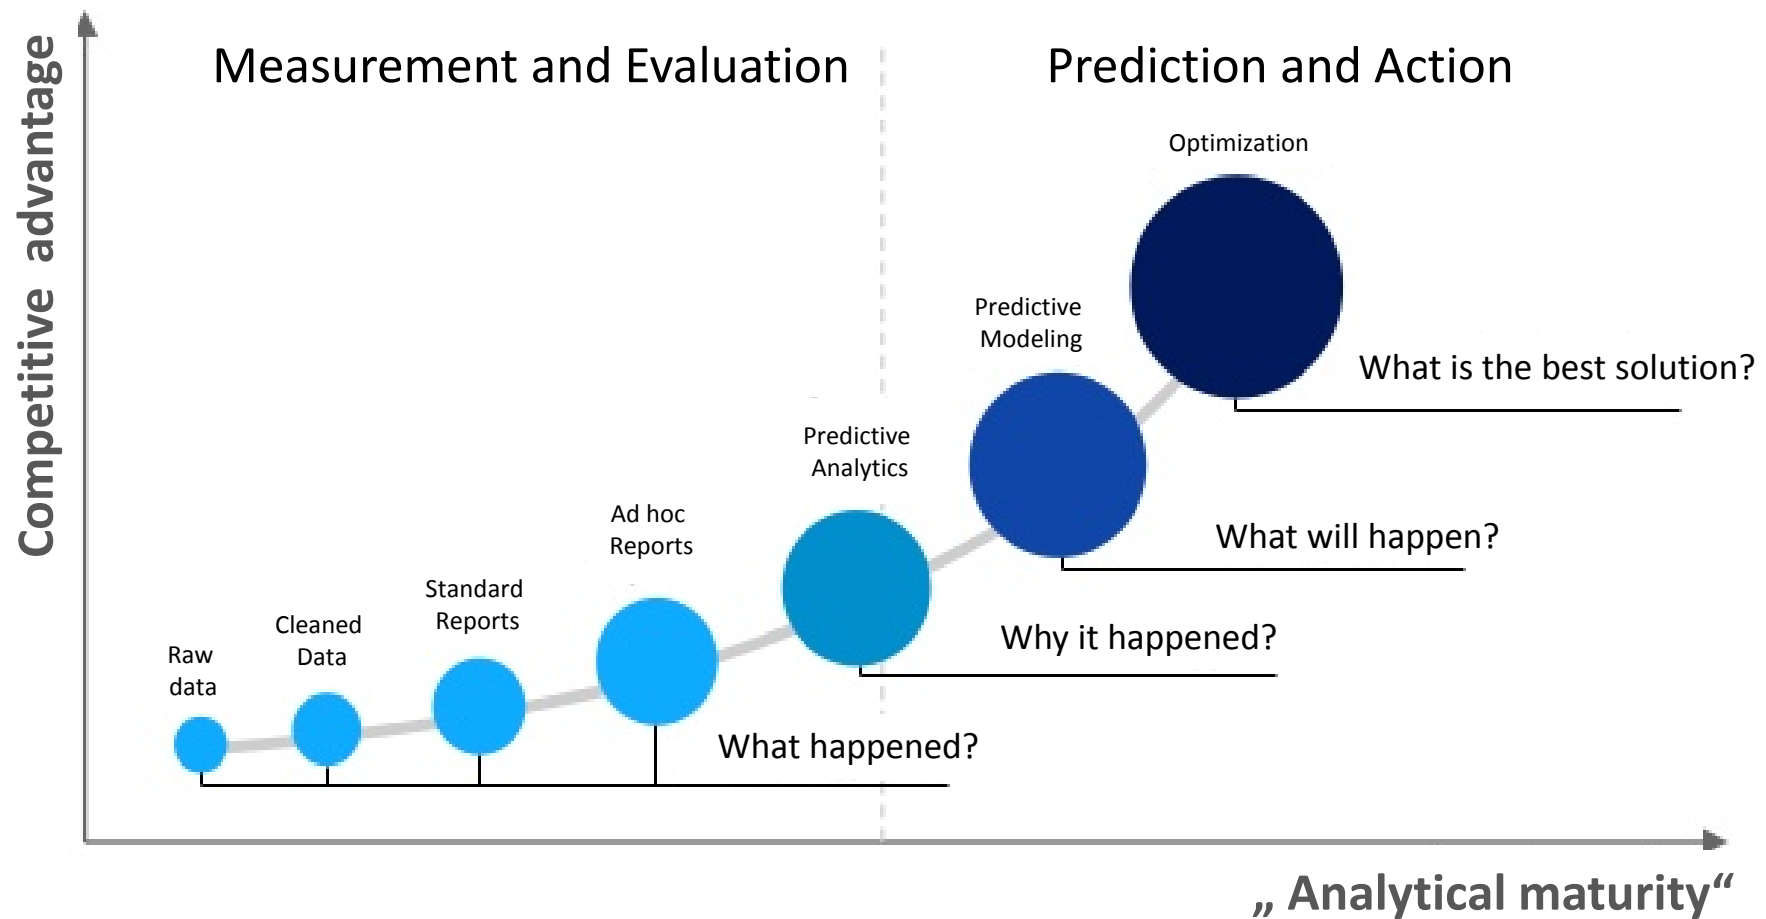 Competitive advantage
Measurement and Evaluation
Prediction and Action
Optimization
Predictive
Modeling
What is the best solution?
Predictive
Analytics
Ad hoc
Reports
What will happen?
Standard
Reports
Cleaned
Data
Why it happened?
Raw
data
What happened?
„ Analytical maturity“